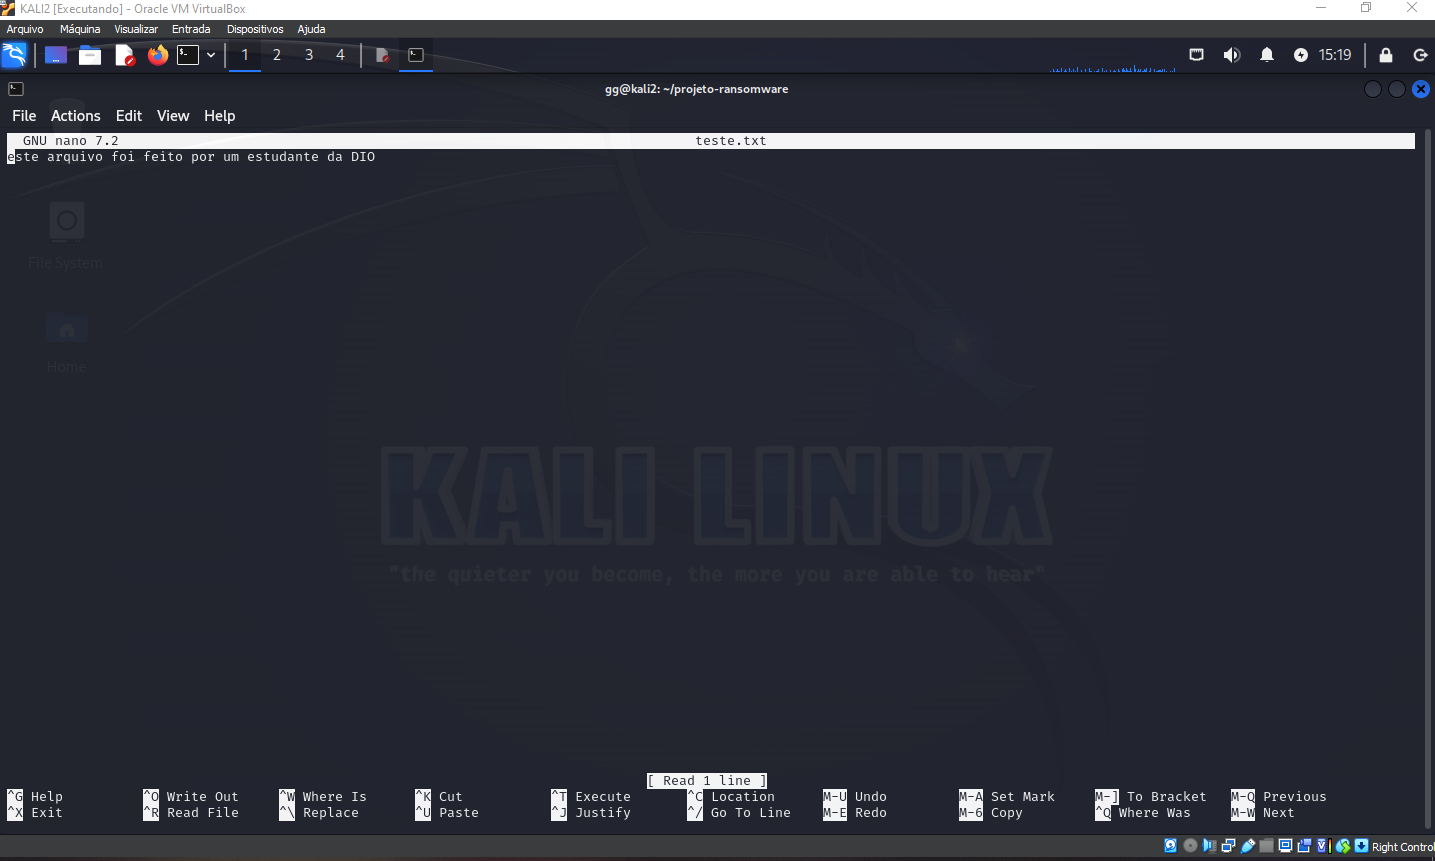 KALI2 [Executando] - Oracle VM VirtualBox
Arquivo Máquina Visualizar Entrada Dispositivos Ajuda
1 2 3 4 15:19
gg@kali2: ~/projeto-ransomware
File Actions Edit View Help
GNU nano 7.2 teste.txt
este arquivo foi feito por um estudante da DIO
File System
Home
KALI LINUX
"the quieter you become, the more you are able to hear"
[ Read 1 line ]
^G Help ^O Write Out ^W Where Is ^K Cut ^T Execute ^C Location M-U Undo M-A Set Mark M-] To Bracket M-Q Previous
^X Exit ^R Read File ^\ Replace ^U Paste ^J Justify ^/ Go To Line M-E Redo M-6 Copy ^Q Where Was M-W Next
Right Control